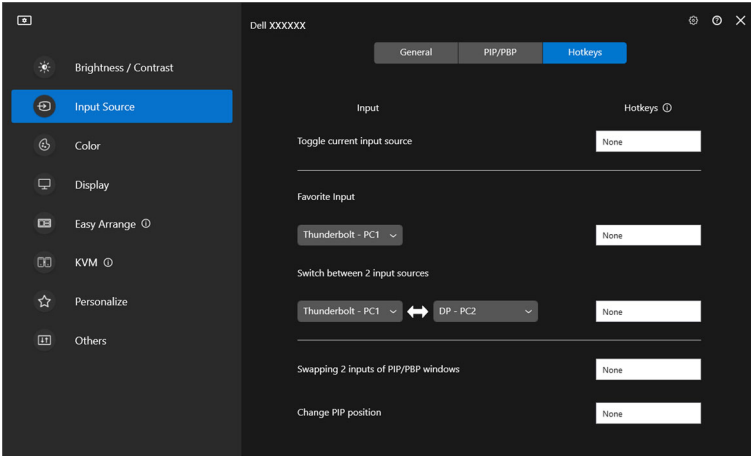 Dell XXXXXX
General
PIP/PBP
Hotkeys
Brightness / Contrast
Input Source
Color
Display
Easy Arrange
KVM
Personalize
Others
Input
Hotkeys
Toggle current input source
None
Favorite Input
Thunderbolt - PC1
None
Switch between 2 input sources
Thunderbolt - PC1
DP - PC2
None
Swapping 2 inputs of PIP/PBP windows
None
Change PIP position
None